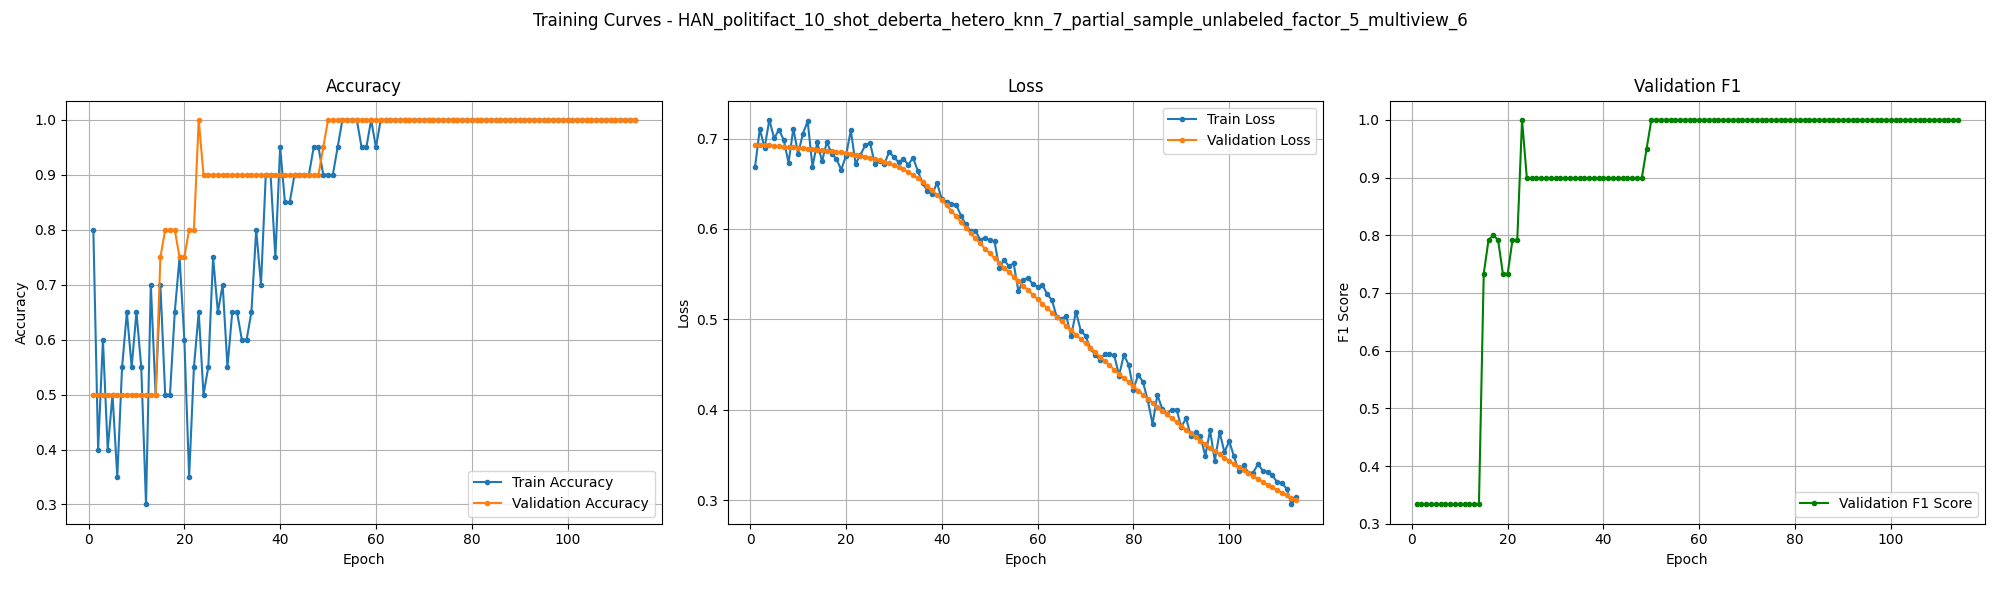 Training Curves - HAN_politifact_10_shot_deberta_hetero_knn_7_partial_sample_unlabeled_factor_5_multiview_6
Accuracy
Accuracy
1.0
0.9
0.8
0.7
0.6
0.5
0.4
0.3
Train Accuracy
Validation Accuracy
0 20 40 60 80 100
Epoch
Loss
Loss
0.7
0.6
0.5
0.4
0.3
Train Loss
Validation Loss
0 20 40 60 80 100
Epoch
Validation F1
F1 Score
1.0
0.9
0.8
0.7
0.6
0.5
0.4
0.3
Validation F1 Score
0 20 40 60 80 100
Epoch